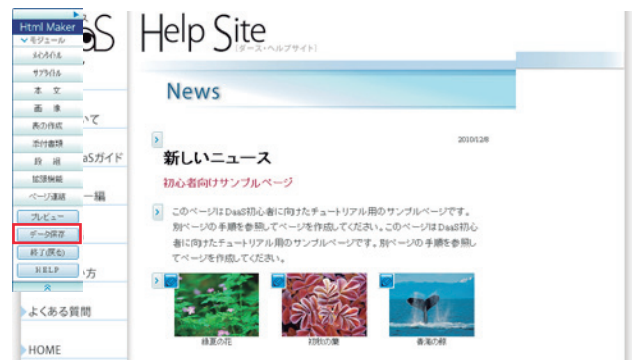 Html Maker
モジュール
メインタイトル
サブタイトル
本 文
画 像
表の作成
添付書類
段 組
拡張機能
ページ連結
プレビュー
データ保存
終了(戻る)
HELP
aS
いて
aSガイド
ー編
い方
よくある質問
HOME
Help Site
(ダース・ヘルプサイト)
News
2010/12/8
新しいニュース
初心者向けサンプルページ
このページはDaaS初心者に向けたチュートリアル用のサンプルページです。
別ページの手順を参照してページを作成してください。このページはDaaS初心
者に向けたチュートリアル用のサンプルページです。別ページの手順を参照し
てページを作成してください。
緑夏の花
初秋の蘭
春滝の鯨